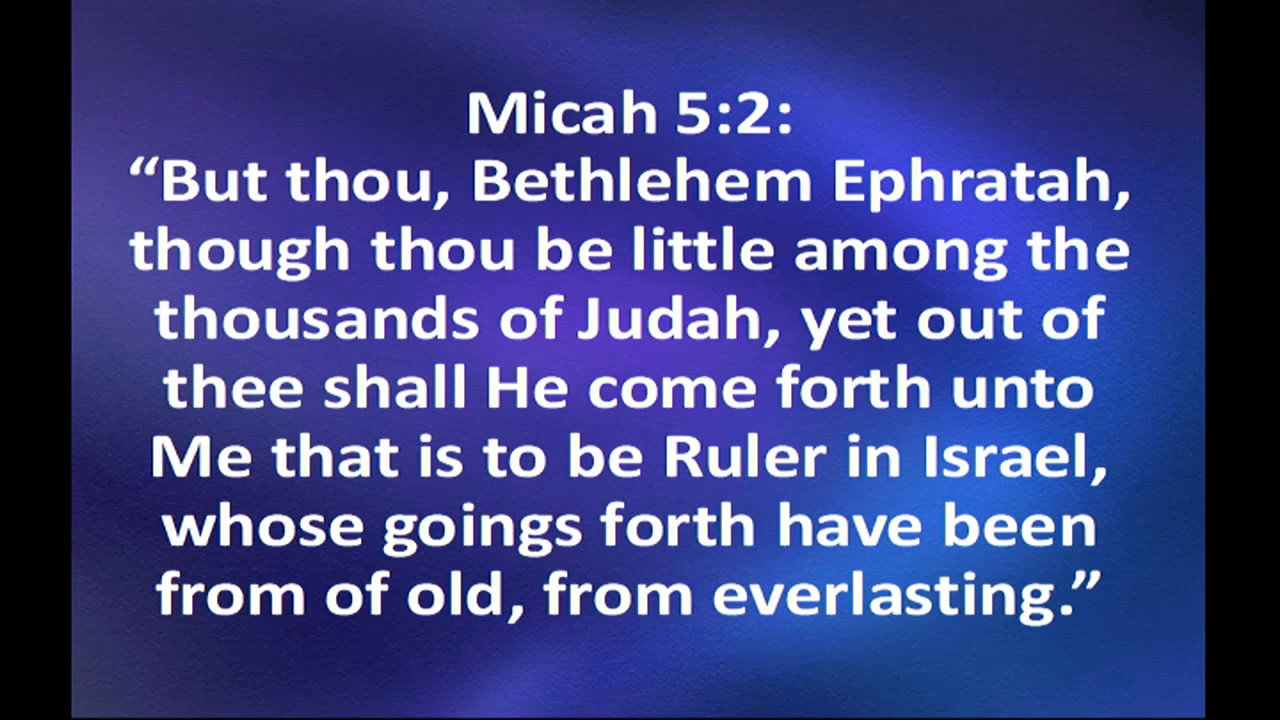 Micah 5:2:
“But thou, Bethlehem Ephratah,
though thou be little among the
thousands of Judah, yet out of
thee shall He come forth unto
Me that is to be Ruler in Israel,
whose goings forth have been
from of old, from everlasting.”